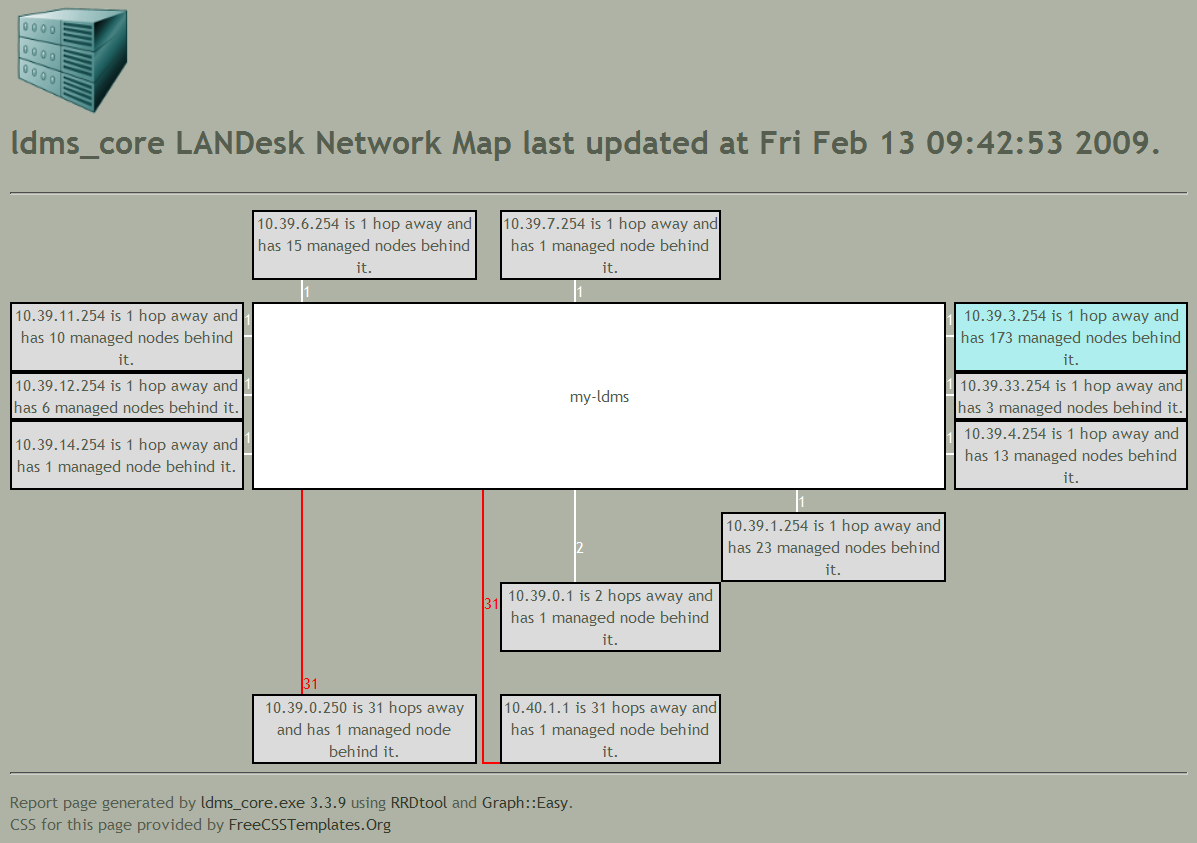 ldms_core LANDesk Network Map last updated at Fri Feb 13 09:42:53 2009.
10.39.6.254 is 1 hop away and
has 15 managed nodes behind
it.
10.39.7.254 is 1 hop away and
has 1 managed node behind
it.
1
1
10.39.11.254 is 1 hop away and
has 10 managed nodes behind
it.
1
10.39.12.254 is 1 hop away and
has 6 managed nodes behind it.
1
10.39.14.254 is 1 hop away and
has 1 managed node behind it.
1
my-ldms
1
10.39.3.254 is 1 hop away and
has 173 managed nodes behind
it.
1
10.39.33.254 is 1 hop away and
has 3 managed nodes behind it.
1
10.39.4.254 is 1 hop away and
has 13 managed nodes behind
it.
1
10.39.1.254 is 1 hop away and
has 23 managed nodes behind
it.
2
10.39.0.1 is 2 hops away and
has 1 managed node behind
it.
31
31
10.39.0.250 is 31 hops away
and has 1 managed node
behind it.
10.40.1.1 is 31 hops away and
has 1 managed node behind
it.
Report page generated by ldms_core.exe 3.3.9 using RRDtool and Graph::Easy.
CSS for this page provided by FreeCSSTemplates.Org